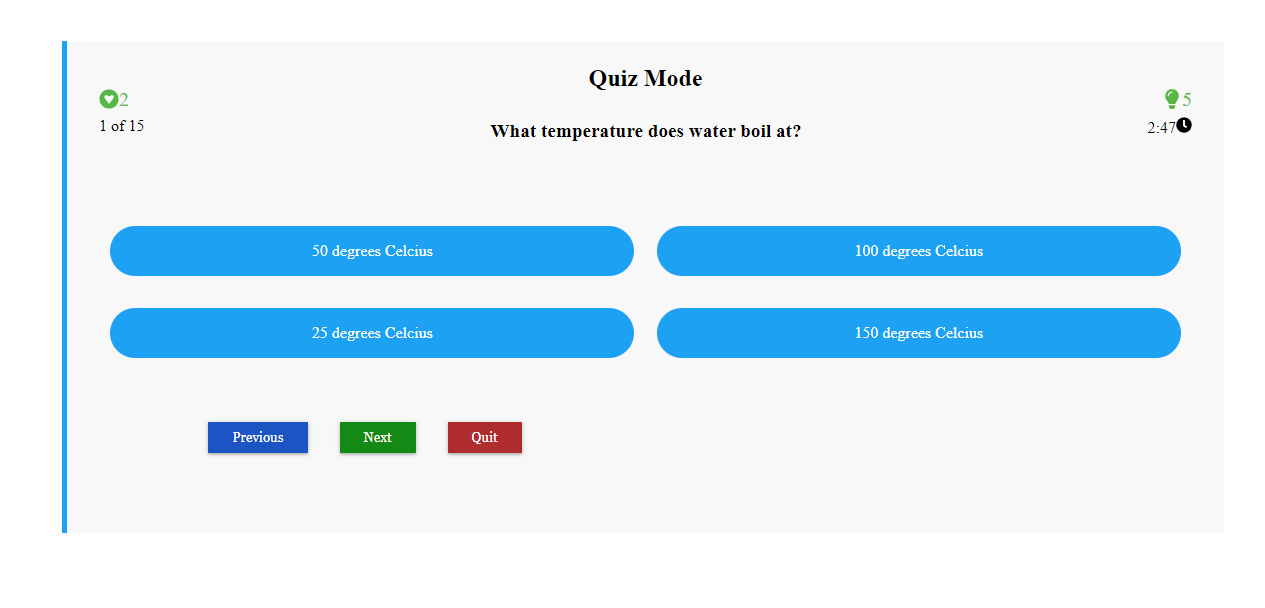 Quiz Mode
2
5
1 of 15
What temperature does water boil at?
2:47
50 degrees Celcius
100 degrees Celcius
25 degrees Celcius
150 degrees Celcius
Previous
Next
Quit